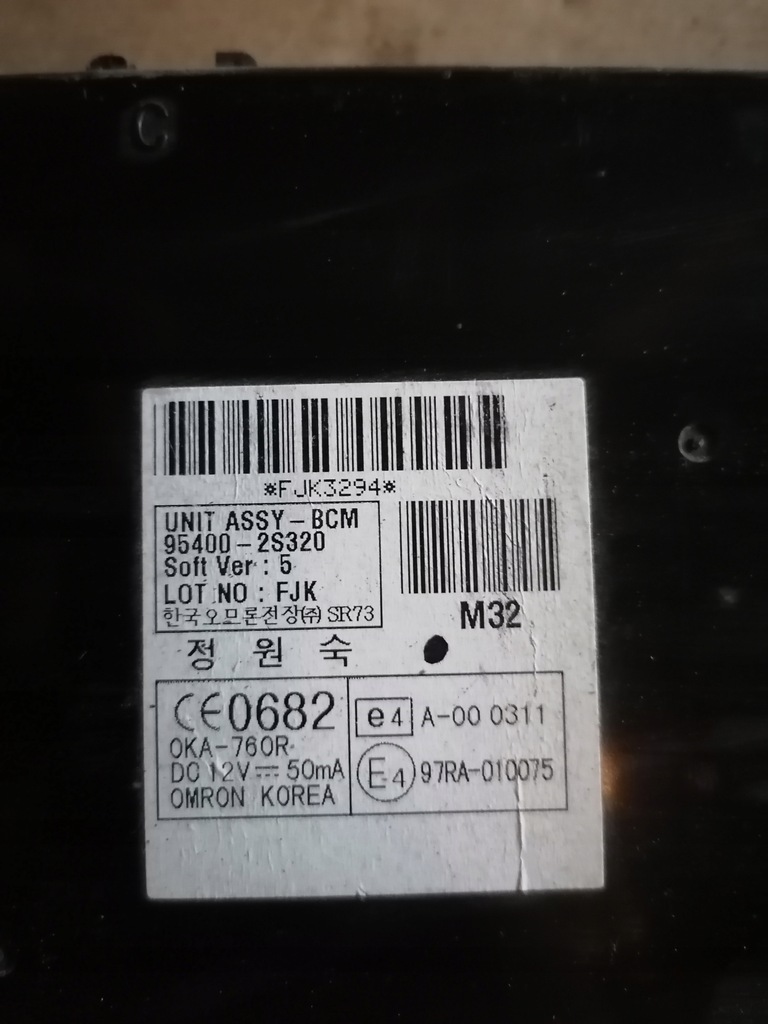 C
*FJK3294*
UNIT ASSY-BCM
95400-2S320
Soft Ver : 5
LOT NO : FJK
한국오므론전장(주) SR73
M32
정 원 숙
CE0682
OKA-760R
DC 12V 50mA
OMRON KOREA
e4 A-00 0311
E4 97RA-010075